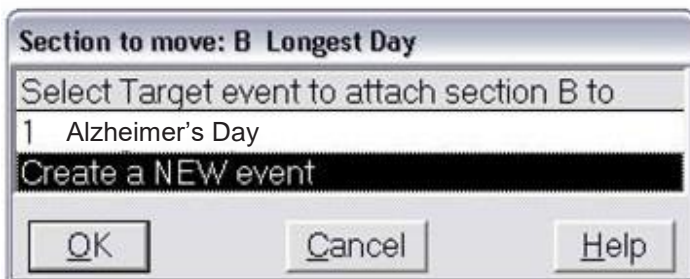 Section to move: B Longest Day
Select Target event to attach section B to
1 Alzheimer’s Day
Create a NEW event
OK Cancel Help